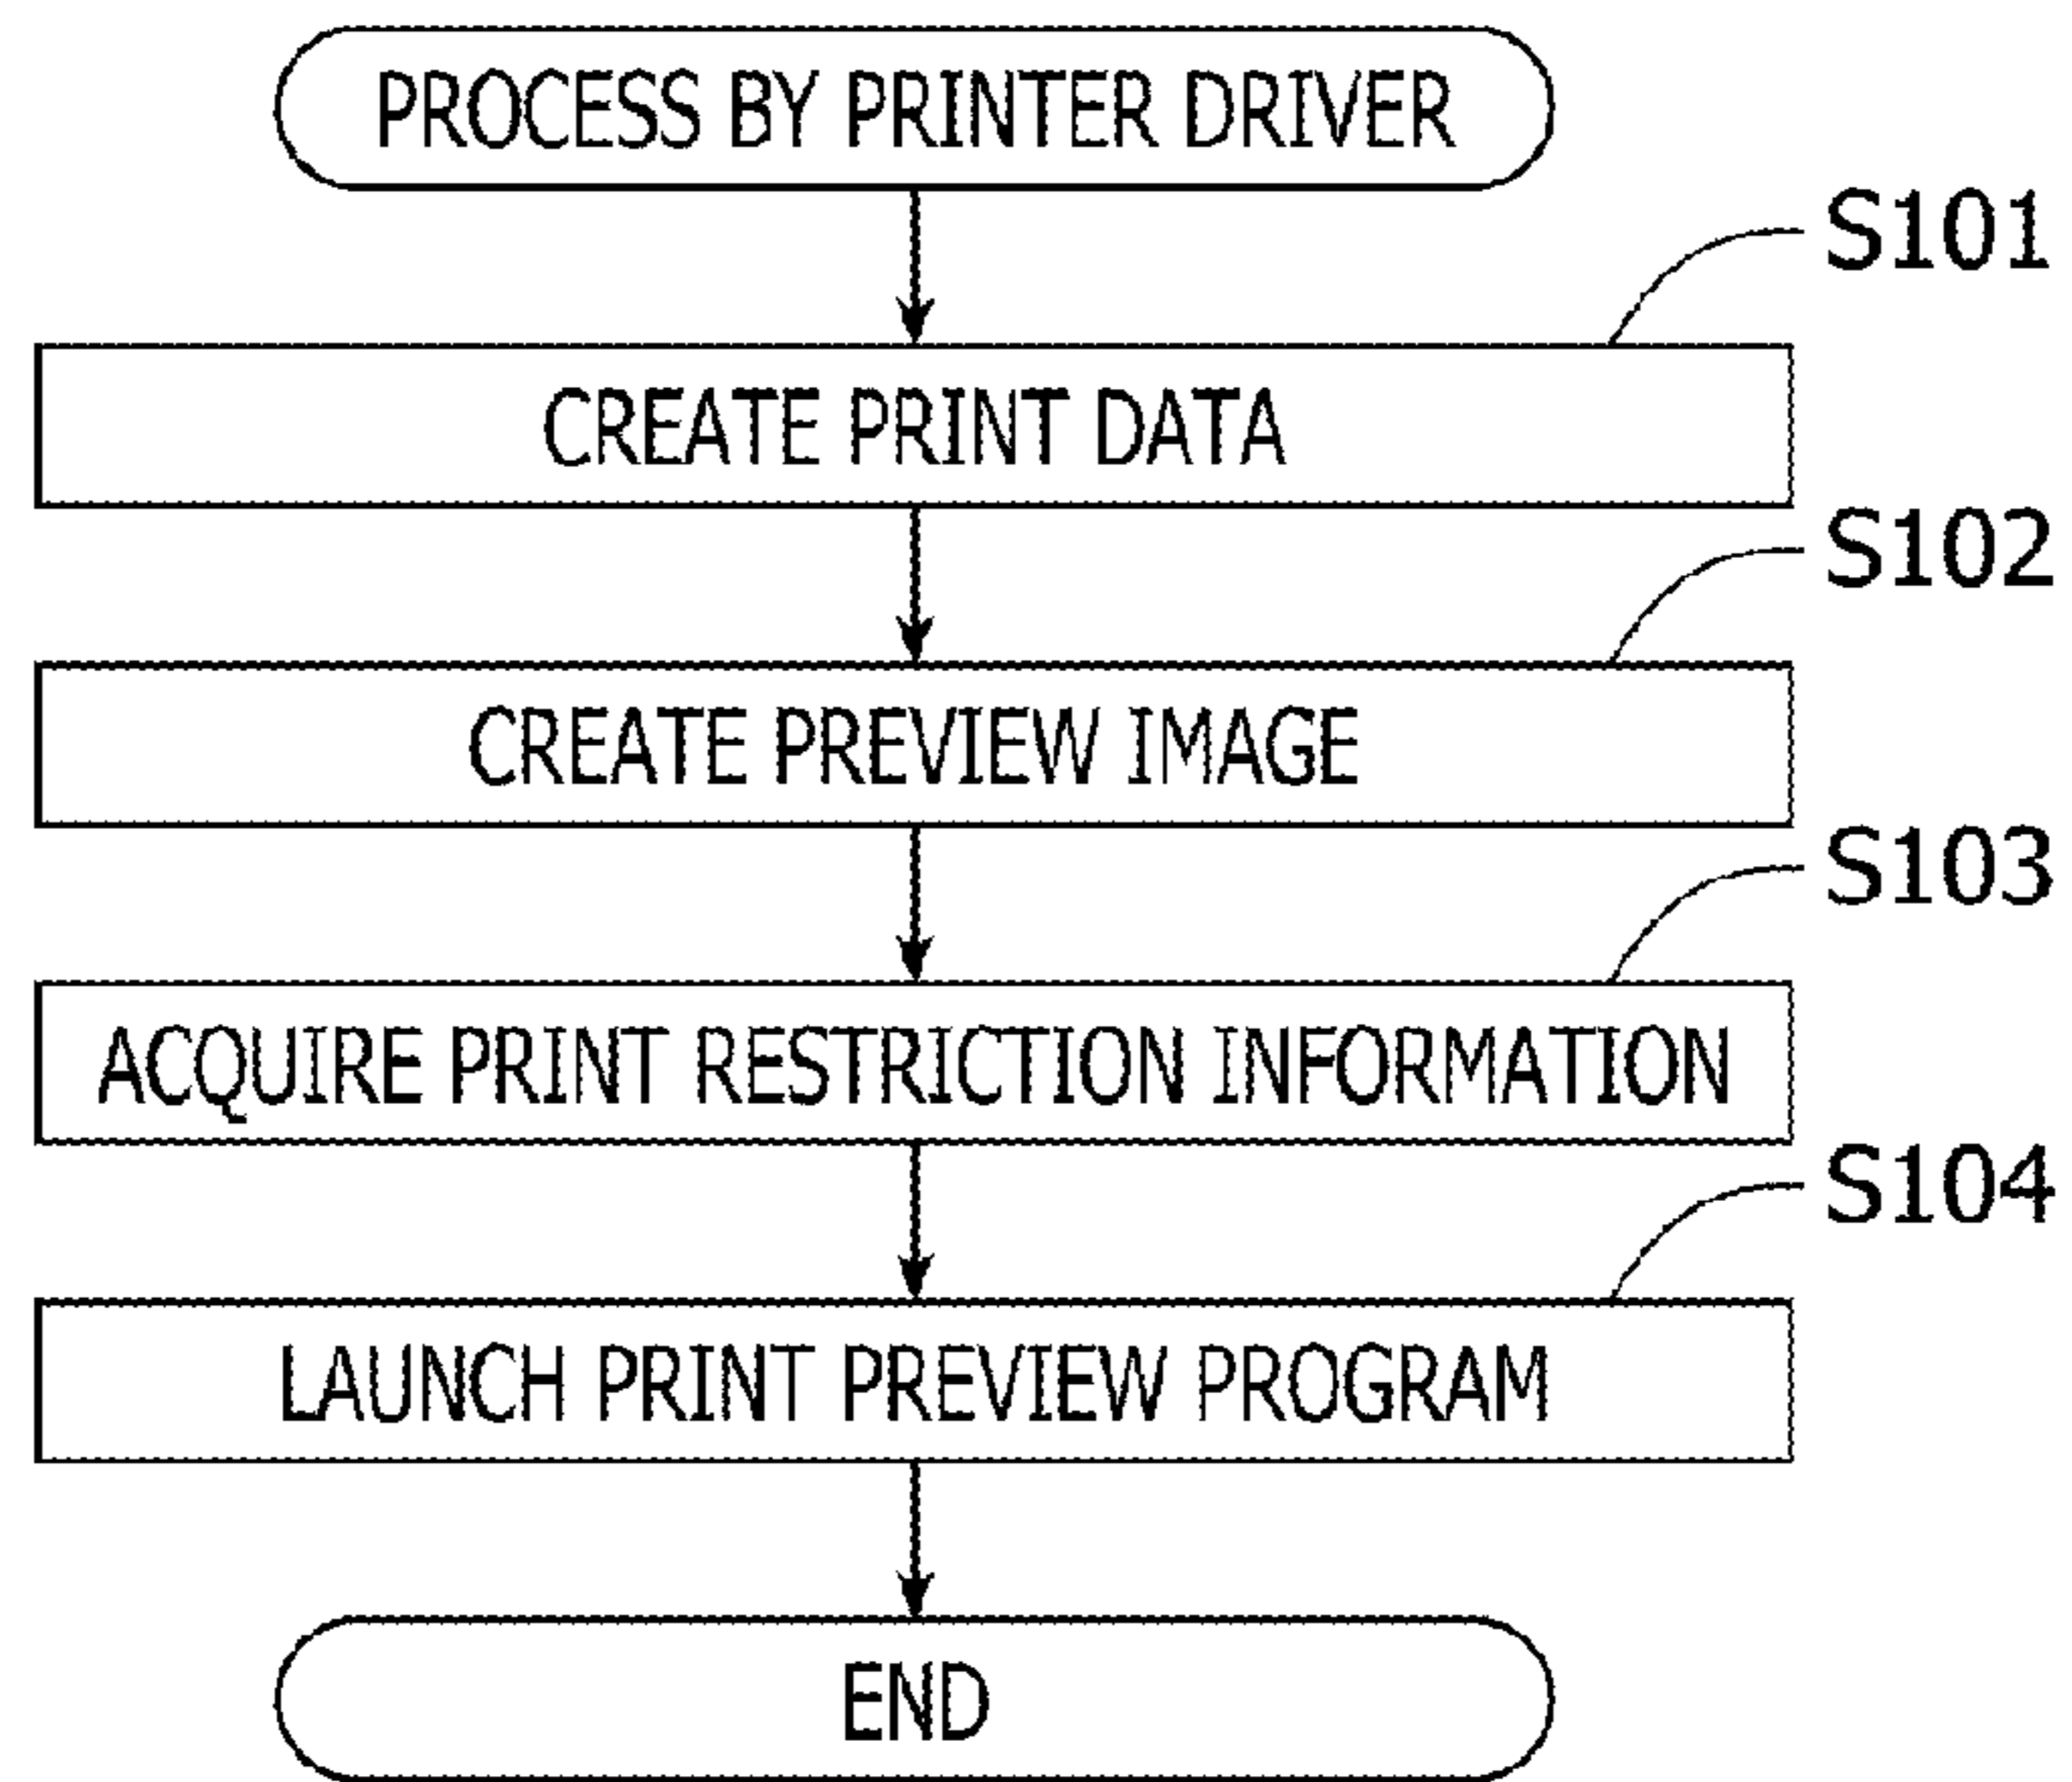 PROCESS BY PRINTER DRIVER
S101
CREATE PRINT DATA
S102
CREATE PREVIEW IMAGE
S103
ACQUIRE PRINT RESTRICTION INFORMATION
S104
LAUNCH PRINT PREVIEW PROGRAM
END